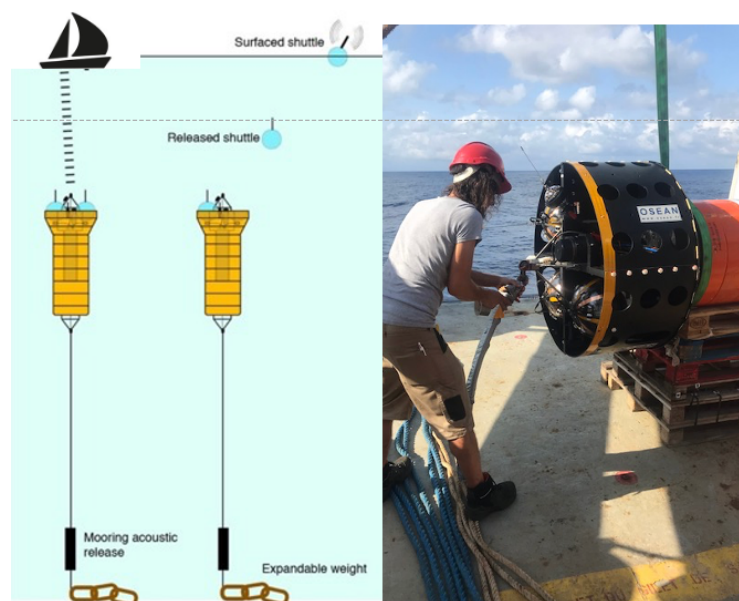 Surfaced shuttle
Released shuttle
Mooring acoustic
release
Expandable weight
OSEAN